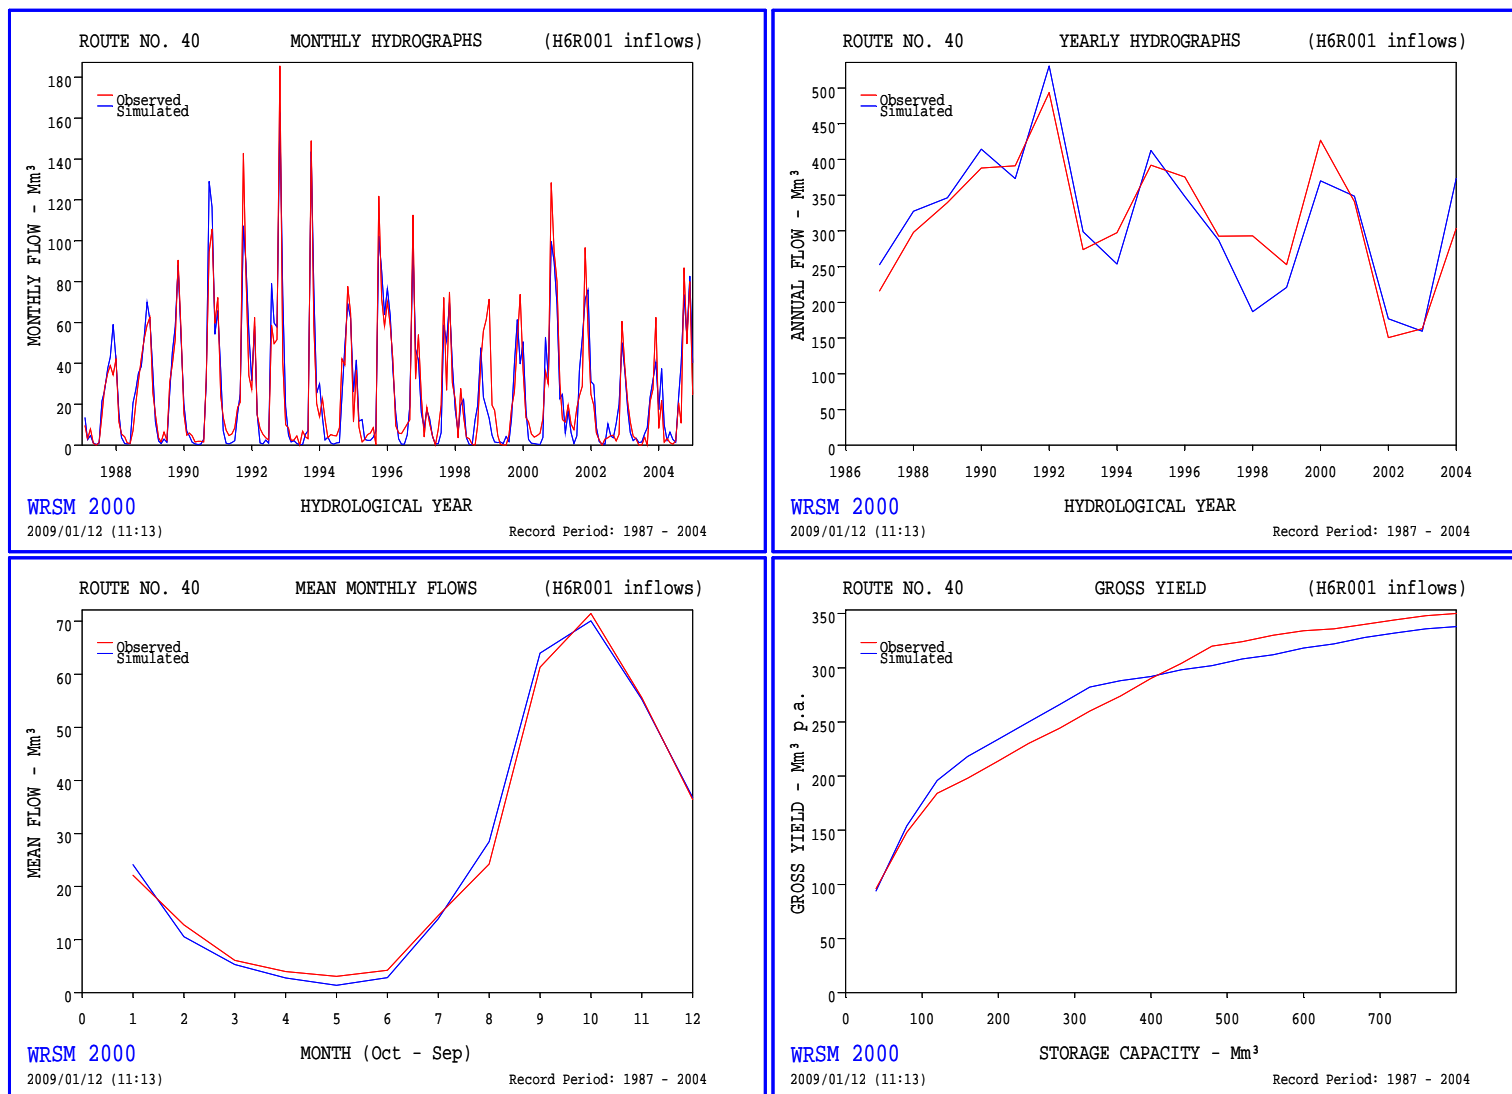 ROUTE NO. 40 MONTHLY HYDROGRAPHS (H6R001 inflows)
180
160
140
120
100
80
60
40
20
0
MONTHLY FLOW - Mm³
Observed
Simulated
1988 1990 1992 1994 1996 1998 2000 2002 2004
WRSM 2000 HYDROLOGICAL YEAR
2009/01/12 (11:13) Record Period: 1987 - 2004
ROUTE NO. 40 YEARLY HYDROGRAPHS (H6R001 inflows)
500
450
400
350
300
250
200
150
100
50
0
ANNUAL FLOW - Mm³
Observed
Simulated
1986 1988 1990 1992 1994 1996 1998 2000 2002 2004
WRSM 2000 HYDROLOGICAL YEAR
2009/01/12 (11:13) Record Period: 1987 - 2004
ROUTE NO. 40 MEAN MONTHLY FLOWS (H6R001 inflows)
70
60
50
40
30
20
10
0
MEAN FLOW - Mm³
Observed
Simulated
0 1 2 3 4 5 6 7 8 9 10 11 12
WRSM 2000 MONTH (Oct - Sep)
2009/01/12 (11:13) Record Period: 1987 - 2004
ROUTE NO. 40 GROSS YIELD (H6R001 inflows)
350
300
250
200
150
100
50
0
GROSS YIELD - Mm³ p.a.
Observed
Simulated
0 100 200 300 400 500 600 700
WRSM 2000 STORAGE CAPACITY - Mm³
2009/01/12 (11:13) Record Period: 1987 - 2004